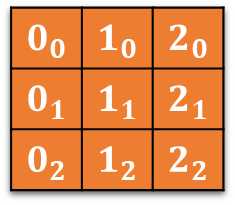 0₀ 1₀ 2₀
0₁ 1₁ 2₁
0₂ 1₂ 2₂